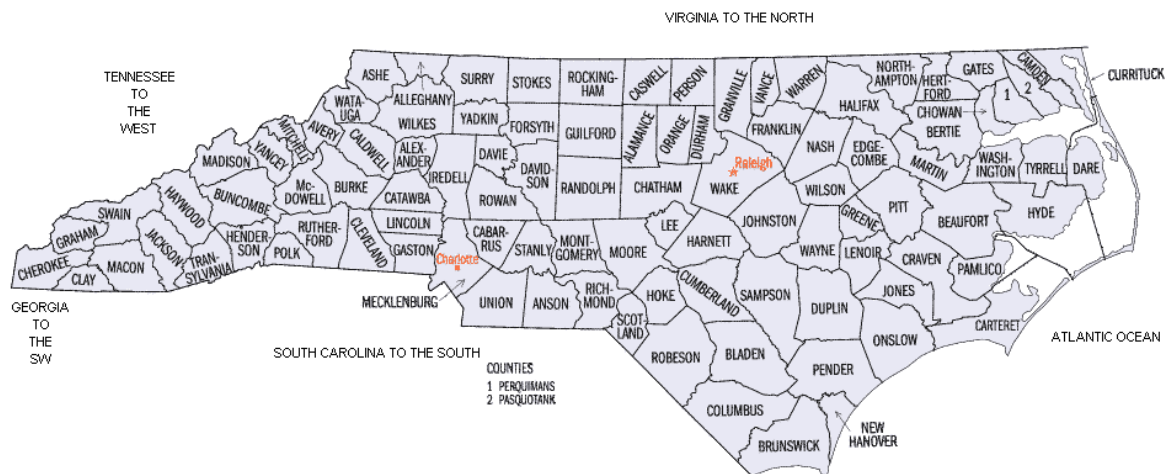 VIRGINIA TO THE NORTH
TENNESSEE
TO
THE
WEST
ASHE
ALLEGHANY
SURRY
STOKES
ROCKING-
HAM
CASWELL
PERSON
GRANVILLE
VANCE
WARREN
NORTH-
AMPTON
HERT-
FORD
GATES
CAMDEN
CURRITUCK
WATA-
UGA
WILKES
YADKIN
FORSYTH
GUILFORD
ALAMANCE
ORANGE
DURHAM
FRANKLIN
HALIFAX
CHOWAN
1
2
BERTIE
MITCHELL
AVERY
CALDWELL
ALEX-
ANDER
IREDELL
DAVIE
DAVID-
SON
RANDOLPH
CHATHAM
Raleigh
WAKE
NASH
EDGE-
COMBE
MARTIN
WASH-
INGTON
TYRRELL
DARE
MADISON
YANCEY
Mc-
DOWELL
BURKE
CATAWBA
ROWAN
WILSON
PITT
BEAUFORT
HYDE
SWAIN
HAYWOOD
BUNCOMBE
RUTHER-
FORD
CLEVELAND
LINCOLN
GASTON
CABAR-
RUS
STANLY
MONT-
GOMERY
MOORE
LEE
HARNETT
JOHNSTON
GREENE
WAYNE
LENOIR
CRAVEN
PAMLICO
GRAHAM
CHEROKEE
CLAY
MACON
JACKSON
TRAN-
SYLVANIA
HENDER-
SON
POLK
Charlotte
MECKLENBURG
UNION
ANSON
RICH-
MOND
SCOT-
LAND
HOKE
CUMBERLAND
SAMPSON
DUPLIN
JONES
ONSLOW
CARTERET
GEORGIA
TO
THE
SW
SOUTH CAROLINA TO THE SOUTH
ATLANTIC OCEAN
ROBESON
BLADEN
PENDER
COUNTIES
1 PERQUIMANS
2 PASQUOTANK
COLUMBUS
BRUNSWICK
NEW
HANOVER